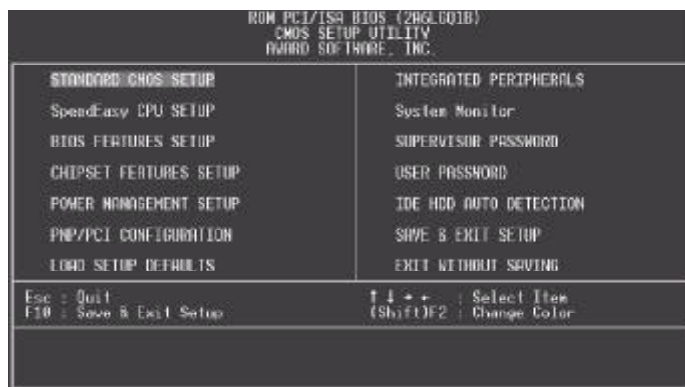 ROM PCI/ISA BIOS (2A6LGQ1B)
CMOS SETUP UTILITY
AWARD SOFTWARE, INC.
STANDARD CMOS SETUP
SpeedEasy CPU SETUP
BIOS FEATURES SETUP
CHIPSET FEATURES SETUP
POWER MANAGEMENT SETUP
PNP/PCI CONFIGURATION
LOAD SETUP DEFAULTS
INTEGRATED PERIPHERALS
System Monitor
SUPERVISOR PASSWORD
USER PASSWORD
IDE HDD AUTO DETECTION
SAVE & EXIT SETUP
EXIT WITHOUT SAVING
Esc : Quit
F10 : Save & Exit Setup
↑ ↓ → ← : Select Item
(Shift)F2 : Change Color